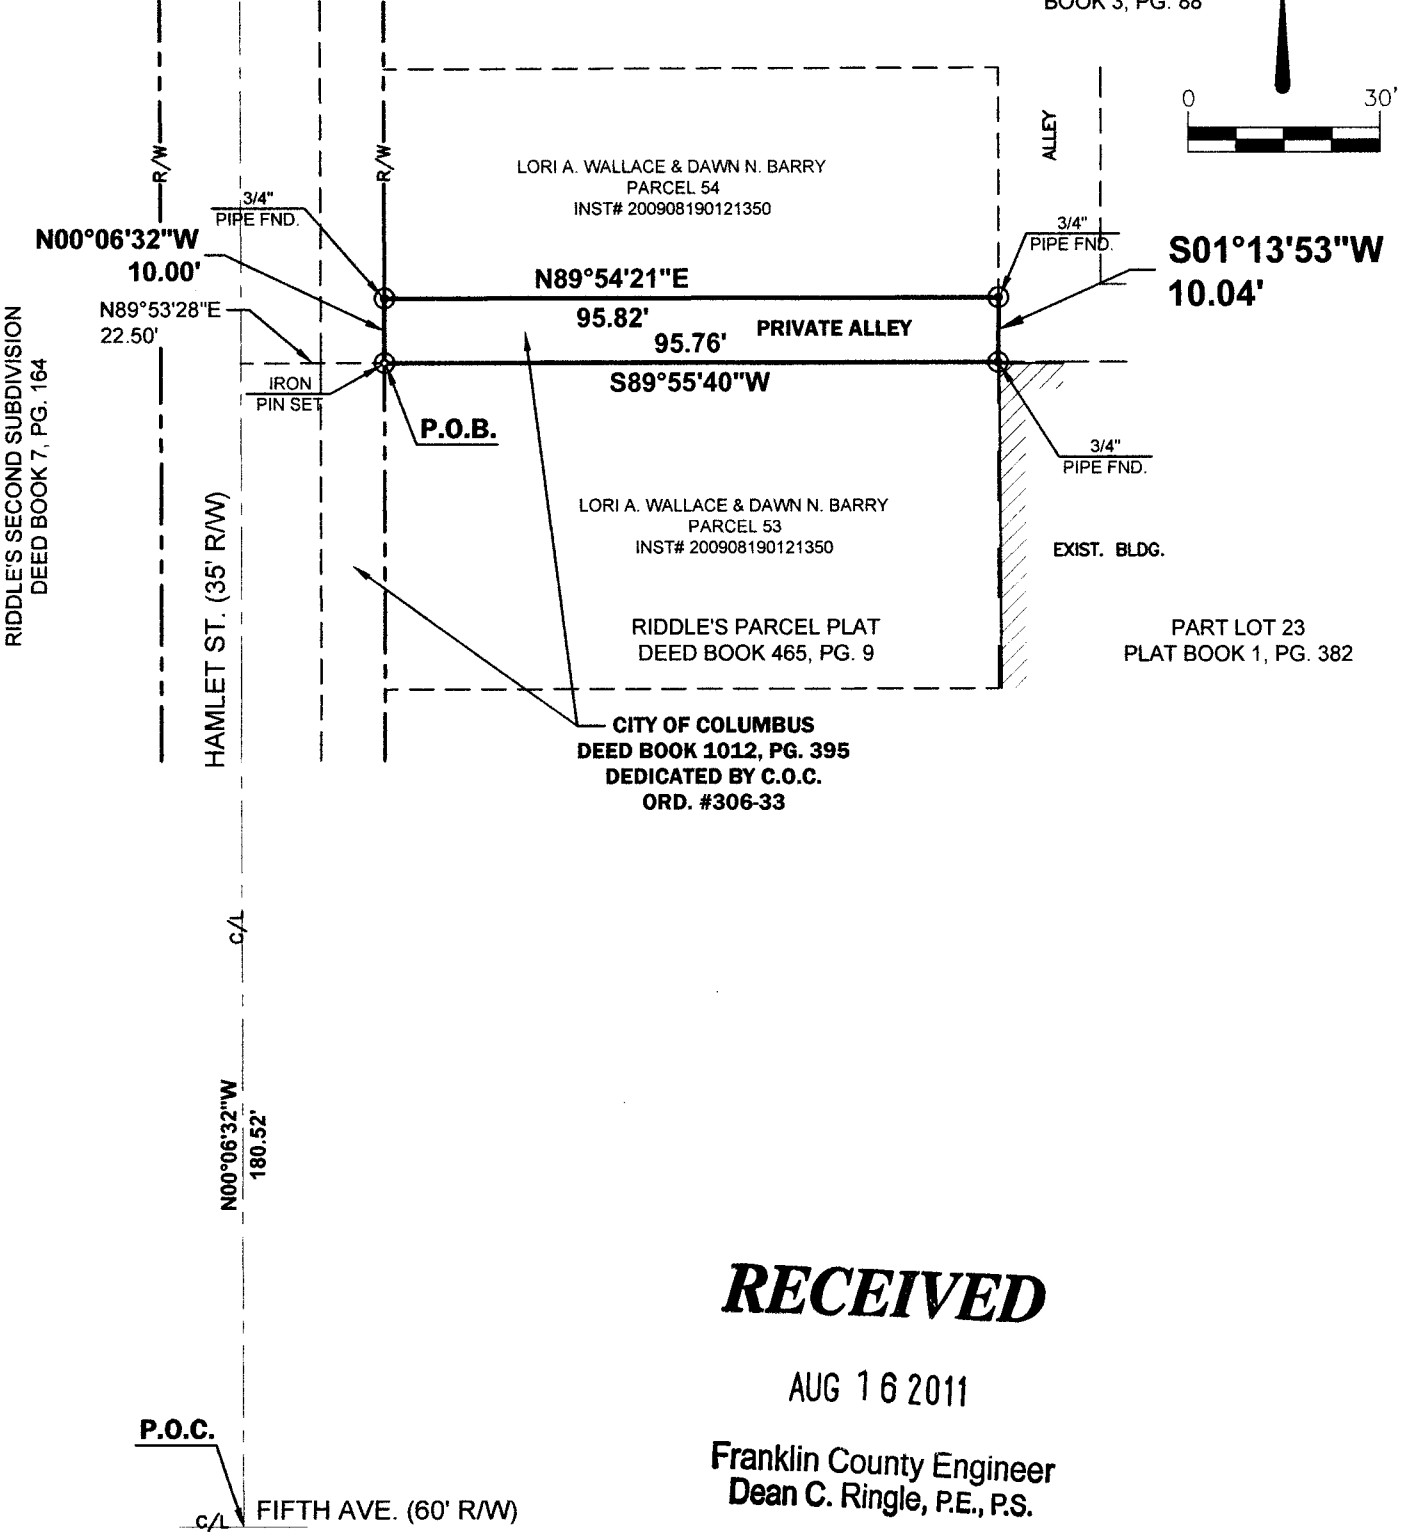 BOOK 3, PG. 88
0 30'
ALLEY
R/W
R/W
LORI A. WALLACE & DAWN N. BARRY
PARCEL 54
INST# 200908190121350
3/4"
PIPE FND.
3/4"
PIPE FND.
N00°06'32"W
10.00'
S01°13'53"W
10.04'
N89°54'21"E
95.82'
PRIVATE ALLEY
95.76'
S89°55'40"W
N89°53'28"E
22.50'
IRON
PIN SET
P.O.B.
3/4"
PIPE FND.
RIDDLE'S SECOND SUBDIVISION
DEED BOOK 7, PG. 164
HAMLET ST. (35' R/W)
LORI A. WALLACE & DAWN N. BARRY
PARCEL 53
INST# 200908190121350
EXIST. BLDG.
RIDDLE'S PARCEL PLAT
DEED BOOK 465, PG. 9
PART LOT 23
PLAT BOOK 1, PG. 382
CITY OF COLUMBUS
DEED BOOK 1012, PG. 395
DEDICATED BY C.O.C.
ORD. #306-33
C/L
N00°06'32"W
180.52'
RECEIVED
AUG 16 2011
Franklin County Engineer
Dean C. Ringle, P.E., P.S.
P.O.C.
C/L FIFTH AVE. (60' R/W)